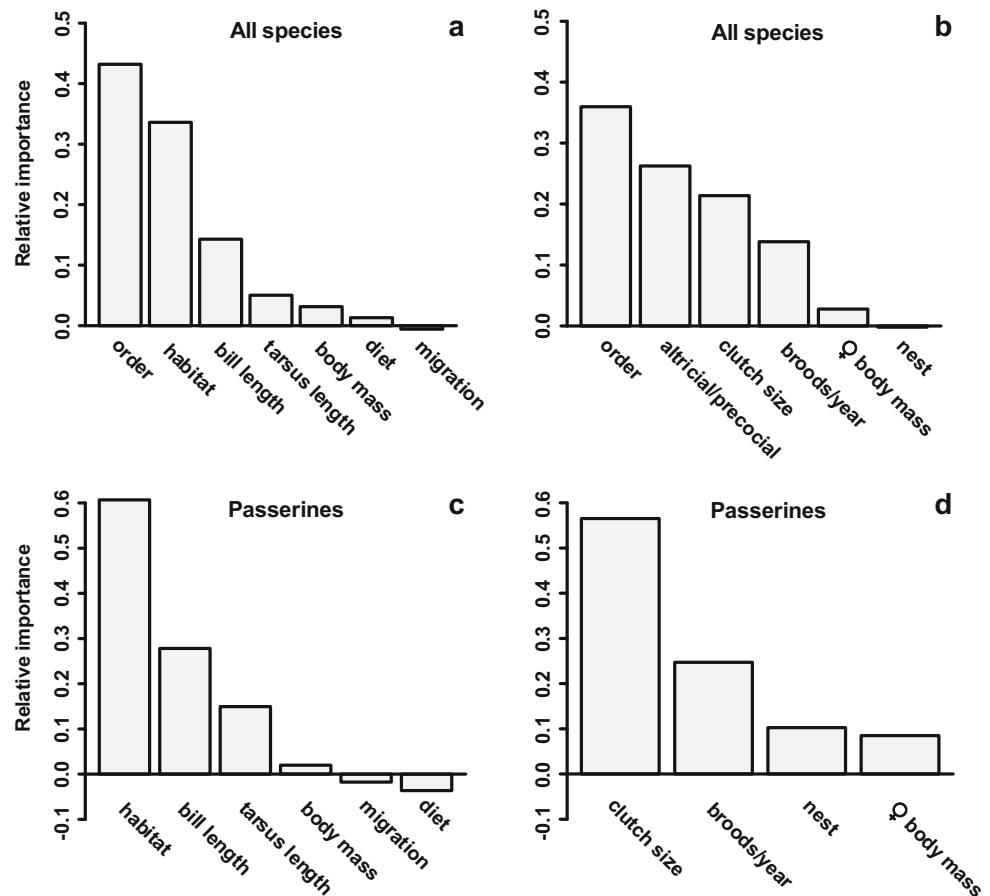 All species
a
Relative importance
0.0
0.1
0.2
0.3
0.4
0.5
order
habitat
bill length
tarsus length
body mass
diet
migration
All species
b
0.0
0.1
0.2
0.3
0.4
0.5
order
altricial/precocial
clutch size
broods/year
♀ body mass
nest
Passerines
c
Relative importance
-0.1
0.0
0.1
0.2
0.3
0.4
0.5
0.6
habitat
bill length
tarsus length
body mass
migration
diet
Passerines
d
-0.1
0.0
0.1
0.2
0.3
0.4
0.5
0.6
clutch size
broods/year
nest
♀ body mass